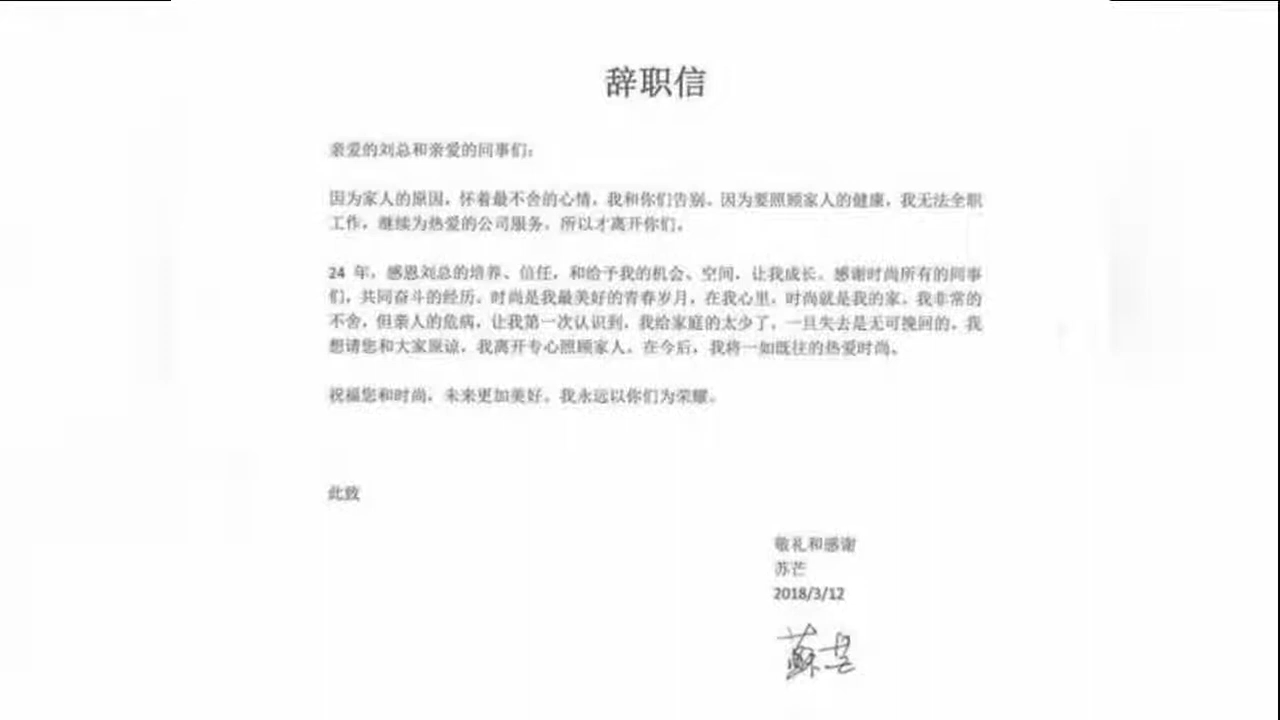 辞职信
亲爱的刘总和亲爱的同事们：
因为家人的原因，怀着最不舍的心情，我和你们告别。因为要照顾家人的健康，我无法全职
工作，继续为热爱的公司服务。所以才离开你们。
24 年，感恩刘总的培养、信任，和给予我的机会、空间，让我成长。感谢时尚所有的同事
们，共同奋斗的经历。时尚是我最美好的青春岁月，在我心里，时尚就是我的家。我非常的
不舍，但亲人的危病，让我第一次认识到，我给家庭的太少了，一旦失去是无可挽回的。我
想请您和大家原谅，我离开专心照顾家人。在今后，我将一如既往的热爱时尚。
祝福您和时尚，未来更加美好。我永远以你们为荣耀。
此致
敬礼和感谢
苏芒
2018/3/12
蘇芒